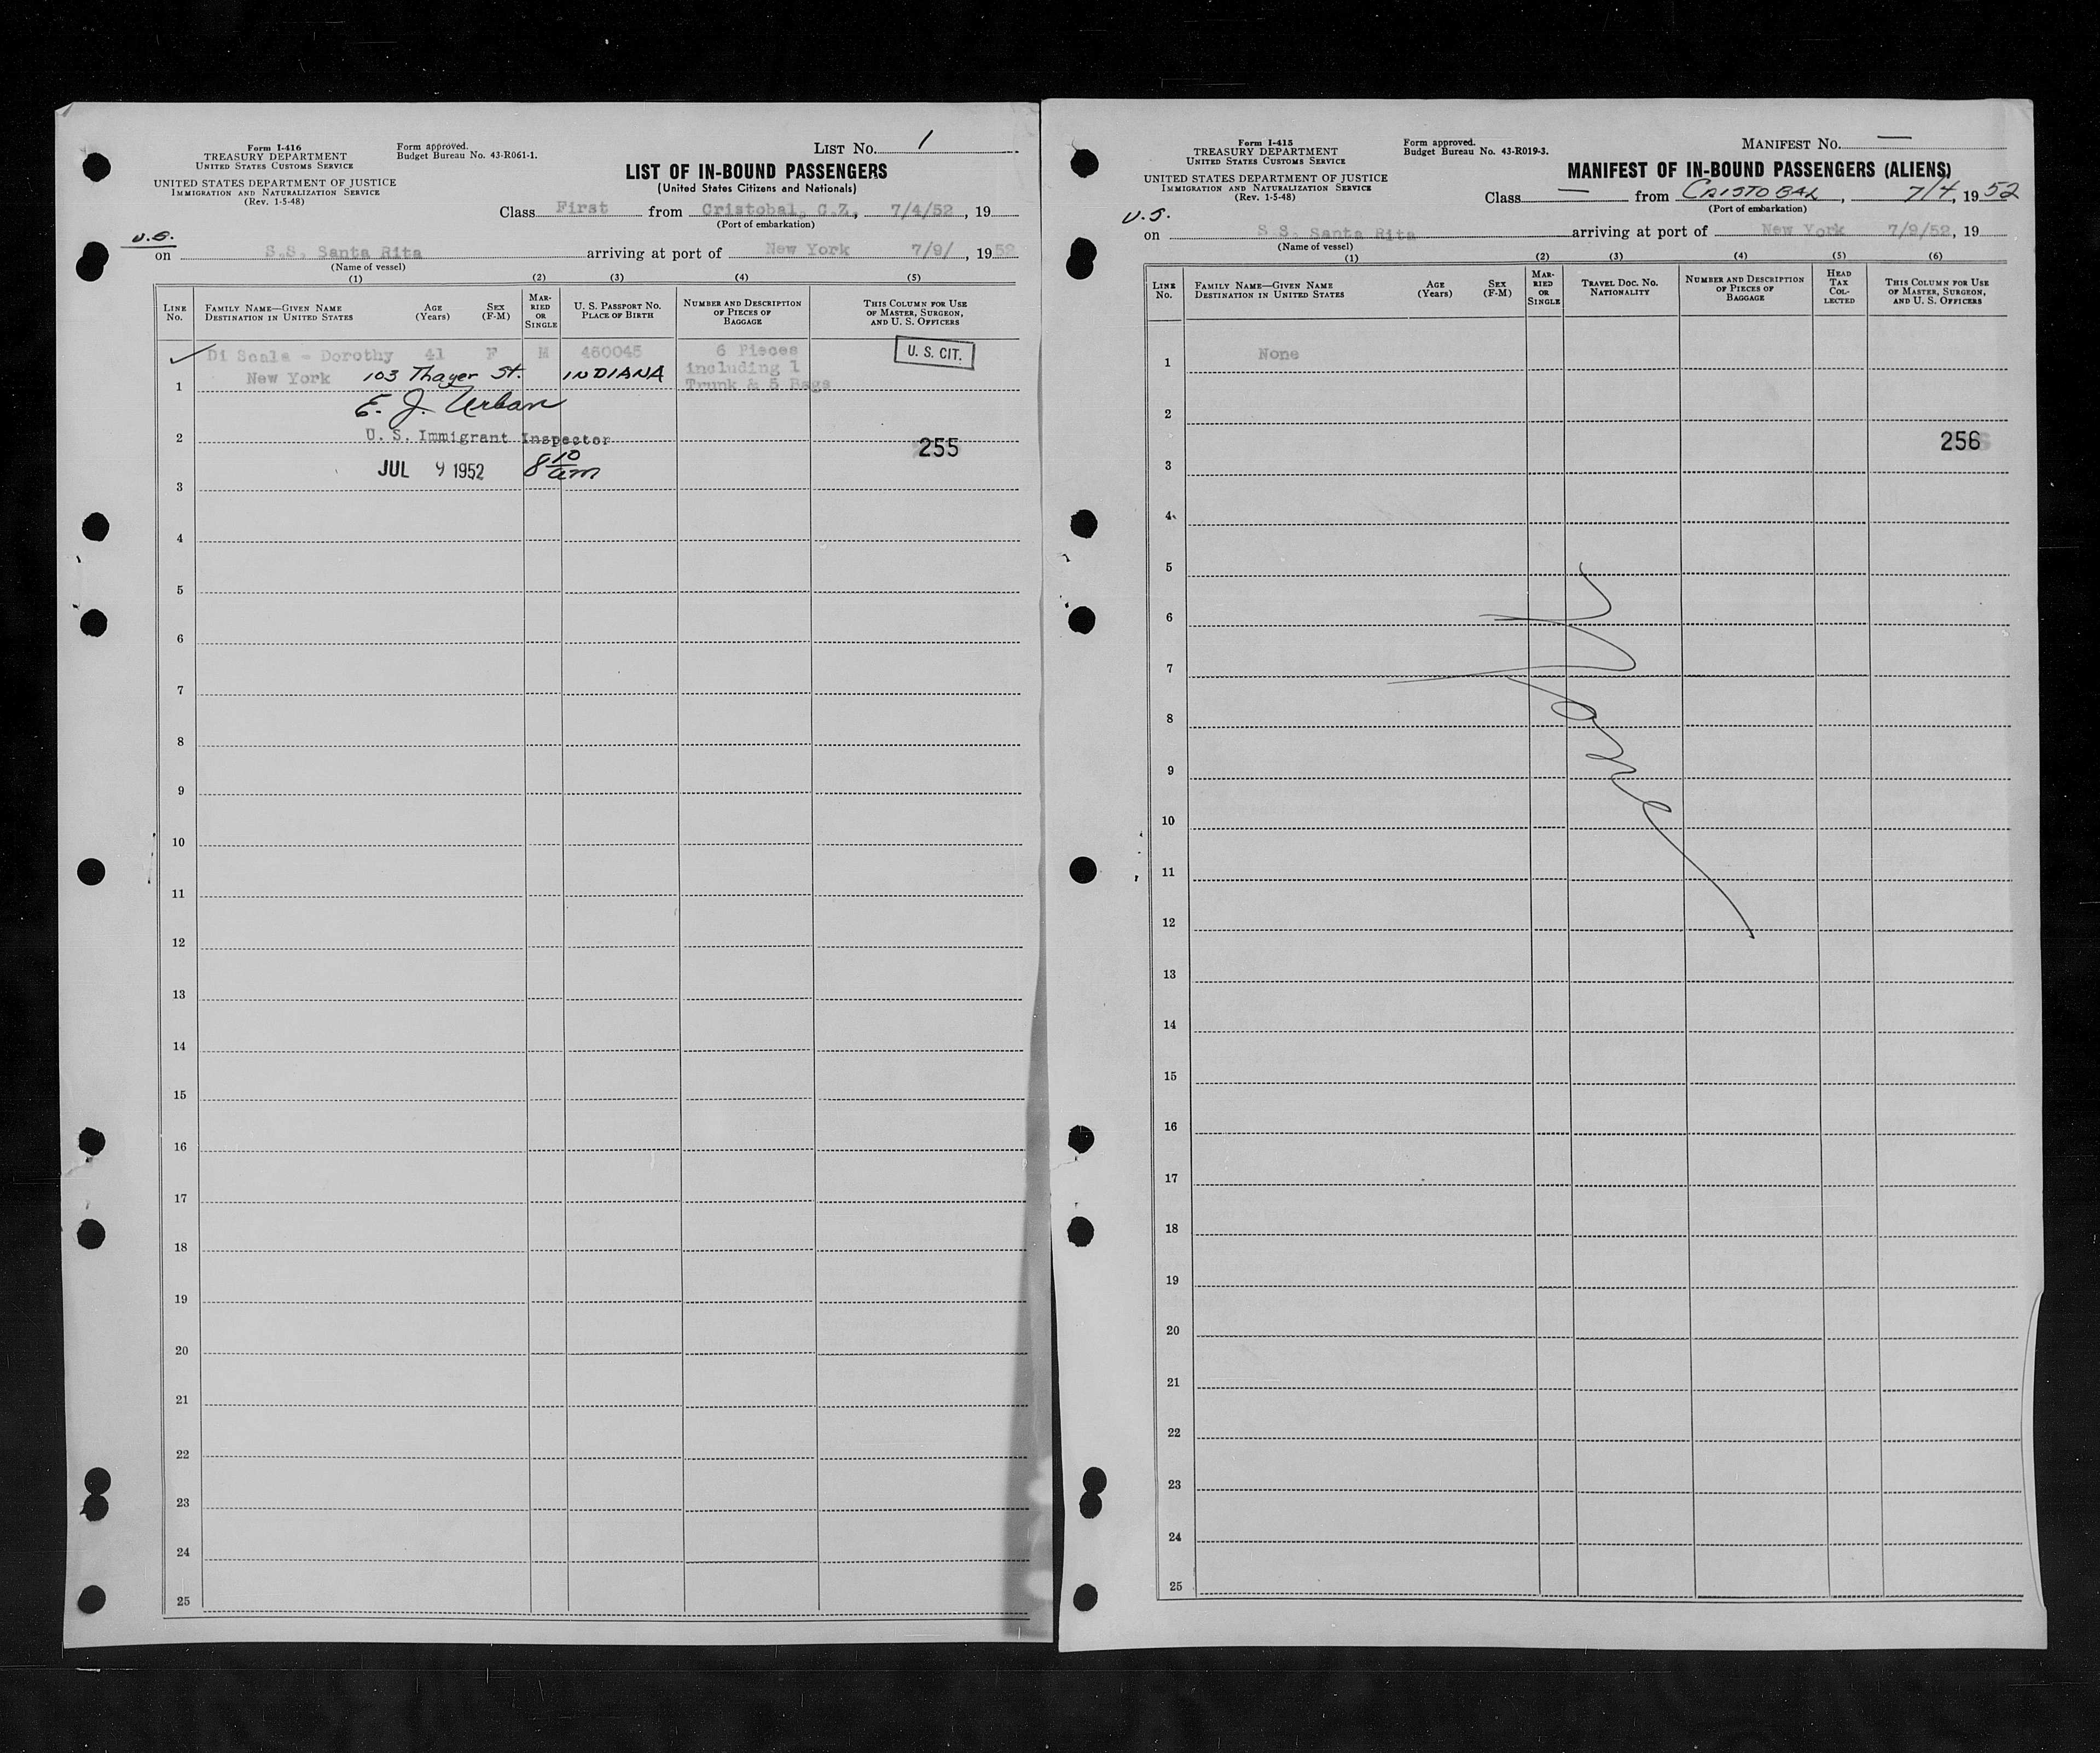 Form I-416
TREASURY DEPARTMENT
UNITED STATES CUSTOMS SERVICE
UNITED STATES DEPARTMENT OF JUSTICE
IMMIGRATION AND NATURALIZATION SERVICE
(Rev. 1-5-48)
Form approved.
Budget Bureau No. 43-R061-1.
LIST NO. 1
LIST OF IN-BOUND PASSENGERS
(United States Citizens and Nationals)
Class First from Cristobal, C.Z., 7/4/52, 19
(Port of embarkation)
U.S.
on S.S. Santa Rita arriving at port of New York 7/9/, 1952
(Name of vessel)
(1) (2) (3) (4) (5)
LINE NO.
FAMILY NAME—GIVEN NAME
DESTINATION IN UNITED STATES
AGE (Years)
SEX (F-M)
MARRIED OR SINGLE
U. S. PASSPORT NO.
PLACE OF BIRTH
NUMBER AND DESCRIPTION OF PIECES OF BAGGAGE
THIS COLUMN FOR USE OF MASTER, SURGEON, AND U. S. OFFICERS
Di Scala - Dorothy 41 F M 460045 6 Pieces U. S. CIT.
New York 103 Thayer St. INDIANA including 1
1 Trunk & 5 Bags
E. J. Urban
2 U. S. Immigrant Inspector 255
JUL 9 1952 8 10 am
3
4
5
6
7
8
9
10
11
12
13
14
15
16
17
18
19
20
21
22
23
24
25
Form I-415
TREASURY DEPARTMENT
UNITED STATES CUSTOMS SERVICE
UNITED STATES DEPARTMENT OF JUSTICE
IMMIGRATION AND NATURALIZATION SERVICE
(Rev. 1-5-48)
Form approved.
Budget Bureau No. 43-R019-3.
MANIFEST NO. —
MANIFEST OF IN-BOUND PASSENGERS (ALIENS)
Class — from CRISTOBAL, 7/4, 1952
(Port of embarkation)
U.S.
on S S. Santa Rita arriving at port of New York 7/9/52, 19
(Name of vessel)
(1) (2) (3) (4) (5) (6)
LINE NO.
FAMILY NAME—GIVEN NAME
DESTINATION IN UNITED STATES
AGE (Years)
SEX (F-M)
MARRIED OR SINGLE
TRAVEL DOC. NO.
NATIONALITY
NUMBER AND DESCRIPTION OF PIECES OF BAGGAGE
HEAD TAX COLLECTED
THIS COLUMN FOR USE OF MASTER, SURGEON, AND U. S. OFFICERS
1 None
2
256
3
4
5
6
7
8
9
10
11
12
13
14
15
16
17
18
19
20
21
22
23
24
25